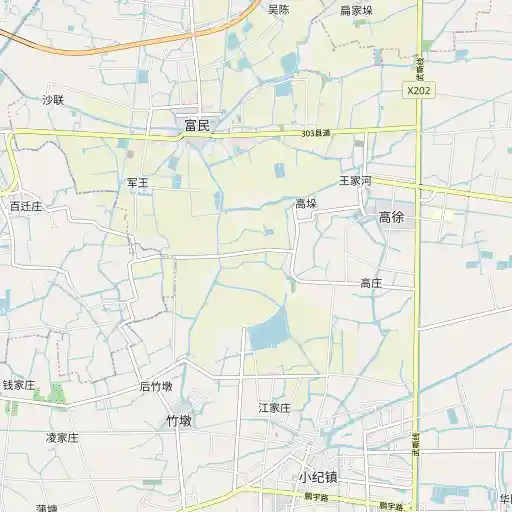 吴陈
扁家垛
沙联
X202
富民
303县道
军王
王家河
百迁庄
高垛
高徐
高庄
钱家庄
后竹墩
江家庄
竹墩
凌家庄
小纪镇
鹏宇路
鹏宇路
蒲塘